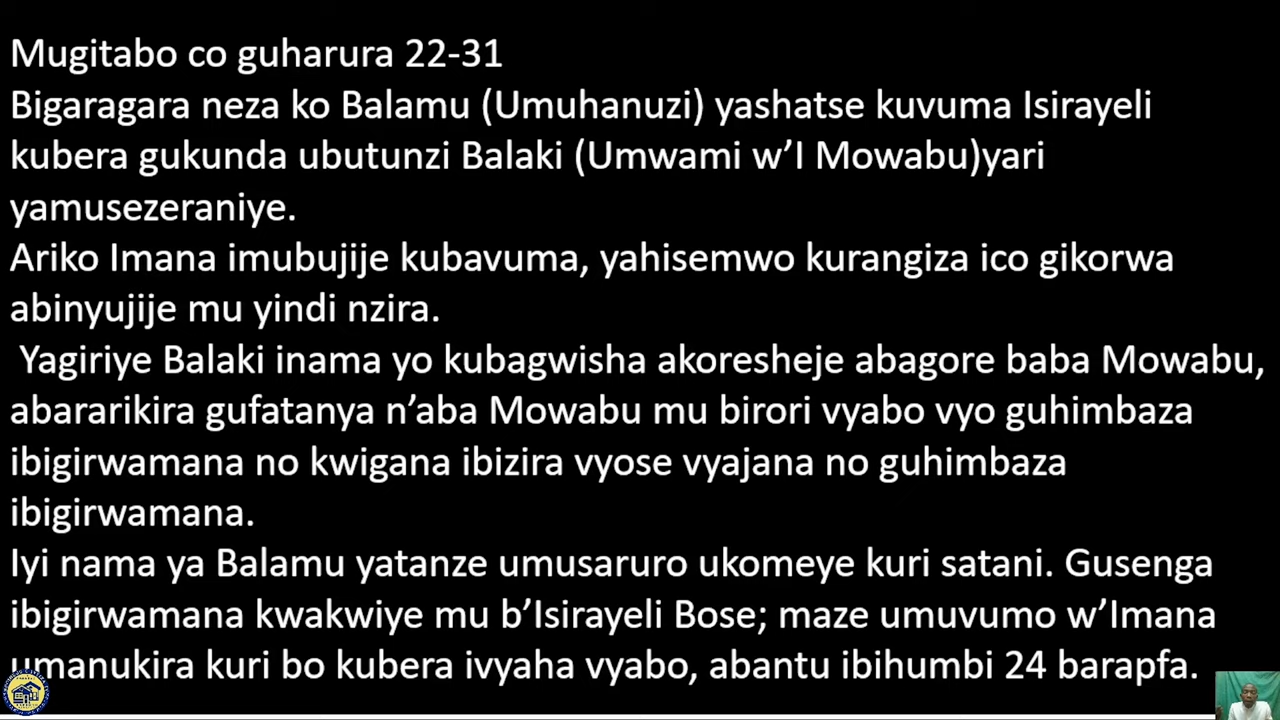 Mugitabo co guharura 22-31
Bigaragara neza ko Balamu (Umuhanuzi) yashatse kuvuma Isirayeli
kubera gukunda ubutunzi Balaki (Umwami w’I Mowabu)yari
yamusezeraniye.
Ariko Imana imubujije kubavuma, yahisemwo kurangiza ico gikorwa
abinyujije mu yindi nzira.
Yagiriye Balaki inama yo kubagwisha akoresheje abagore baba Mowabu,
abararikira gufatanya n’aba Mowabu mu birori vyabo vyo guhimbaza
ibigirwamana no kwigana ibizira vyose vyajana no guhimbaza
ibigirwamana.
Iyi nama ya Balamu yatanze umusaruro ukomeye kuri satani. Gusenga
ibigirwamana kwakwiye mu b’Isirayeli Bose; maze umuvumo w’Imana
umanukira kuri bo kubera ivyaha vyabo, abantu ibihumbi 24 barapfa.